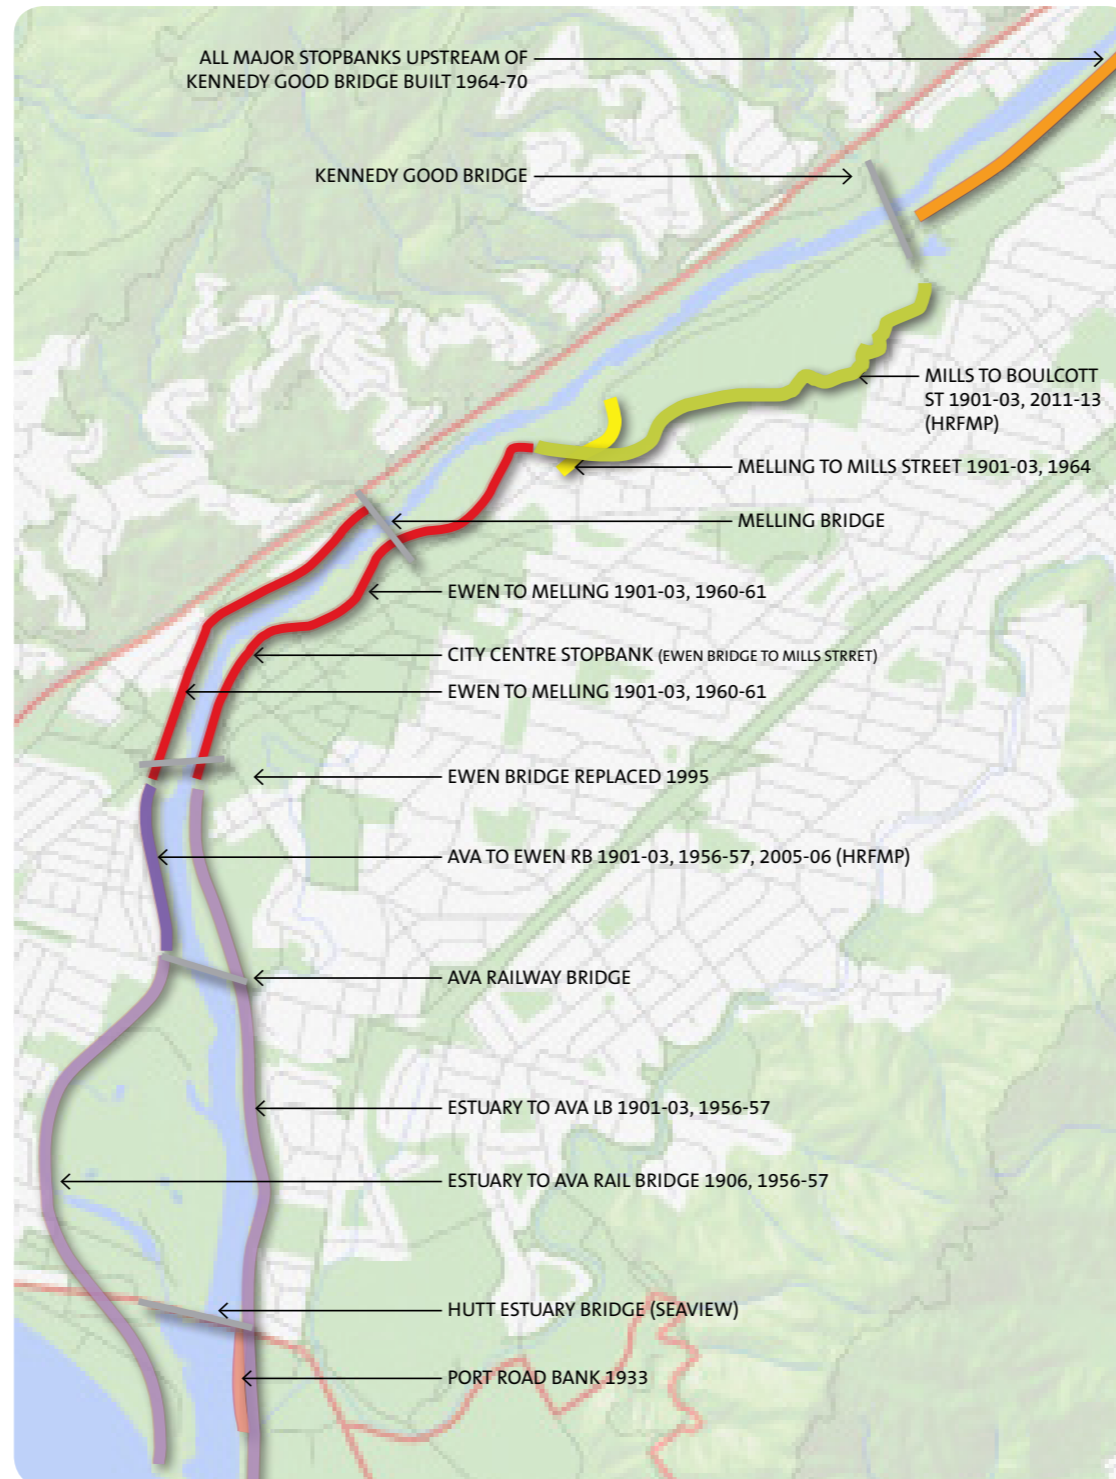 ALL MAJOR STOPBANKS UPSTREAM OF
KENNEDY GOOD BRIDGE BUILT 1964-70
KENNEDY GOOD BRIDGE
MILLS TO BOULCOTT
ST 1901-03, 2011-13
(HRFMP)
MELLING TO MILLS STREET 1901-03, 1964
MELLING BRIDGE
EWEN TO MELLING 1901-03, 1960-61
CITY CENTRE STOPBANK (EWEN BRIDGE TO MILLS STRRET)
EWEN TO MELLING 1901-03, 1960-61
EWEN BRIDGE REPLACED 1995
AVA TO EWEN RB 1901-03, 1956-57, 2005-06 (HRFMP)
AVA RAILWAY BRIDGE
ESTUARY TO AVA LB 1901-03, 1956-57
ESTUARY TO AVA RAIL BRIDGE 1906, 1956-57
HUTT ESTUARY BRIDGE (SEAVIEW)
PORT ROAD BANK 1933